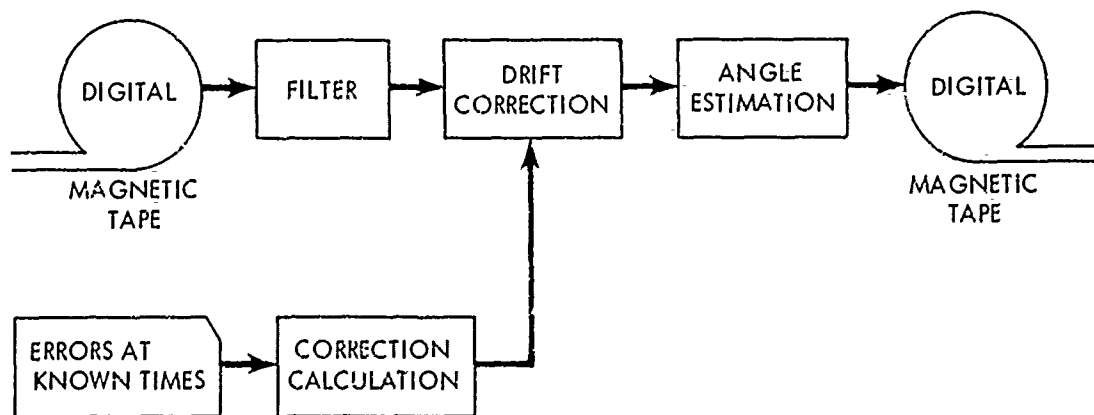 DIGITAL
MAGNETIC
TAPE
FILTER
DRIFT
CORRECTION
ANGLE
ESTIMATION
DIGITAL
MAGNETIC
TAPE
ERRORS AT
KNOWN TIMES
CORRECTION
CALCULATION